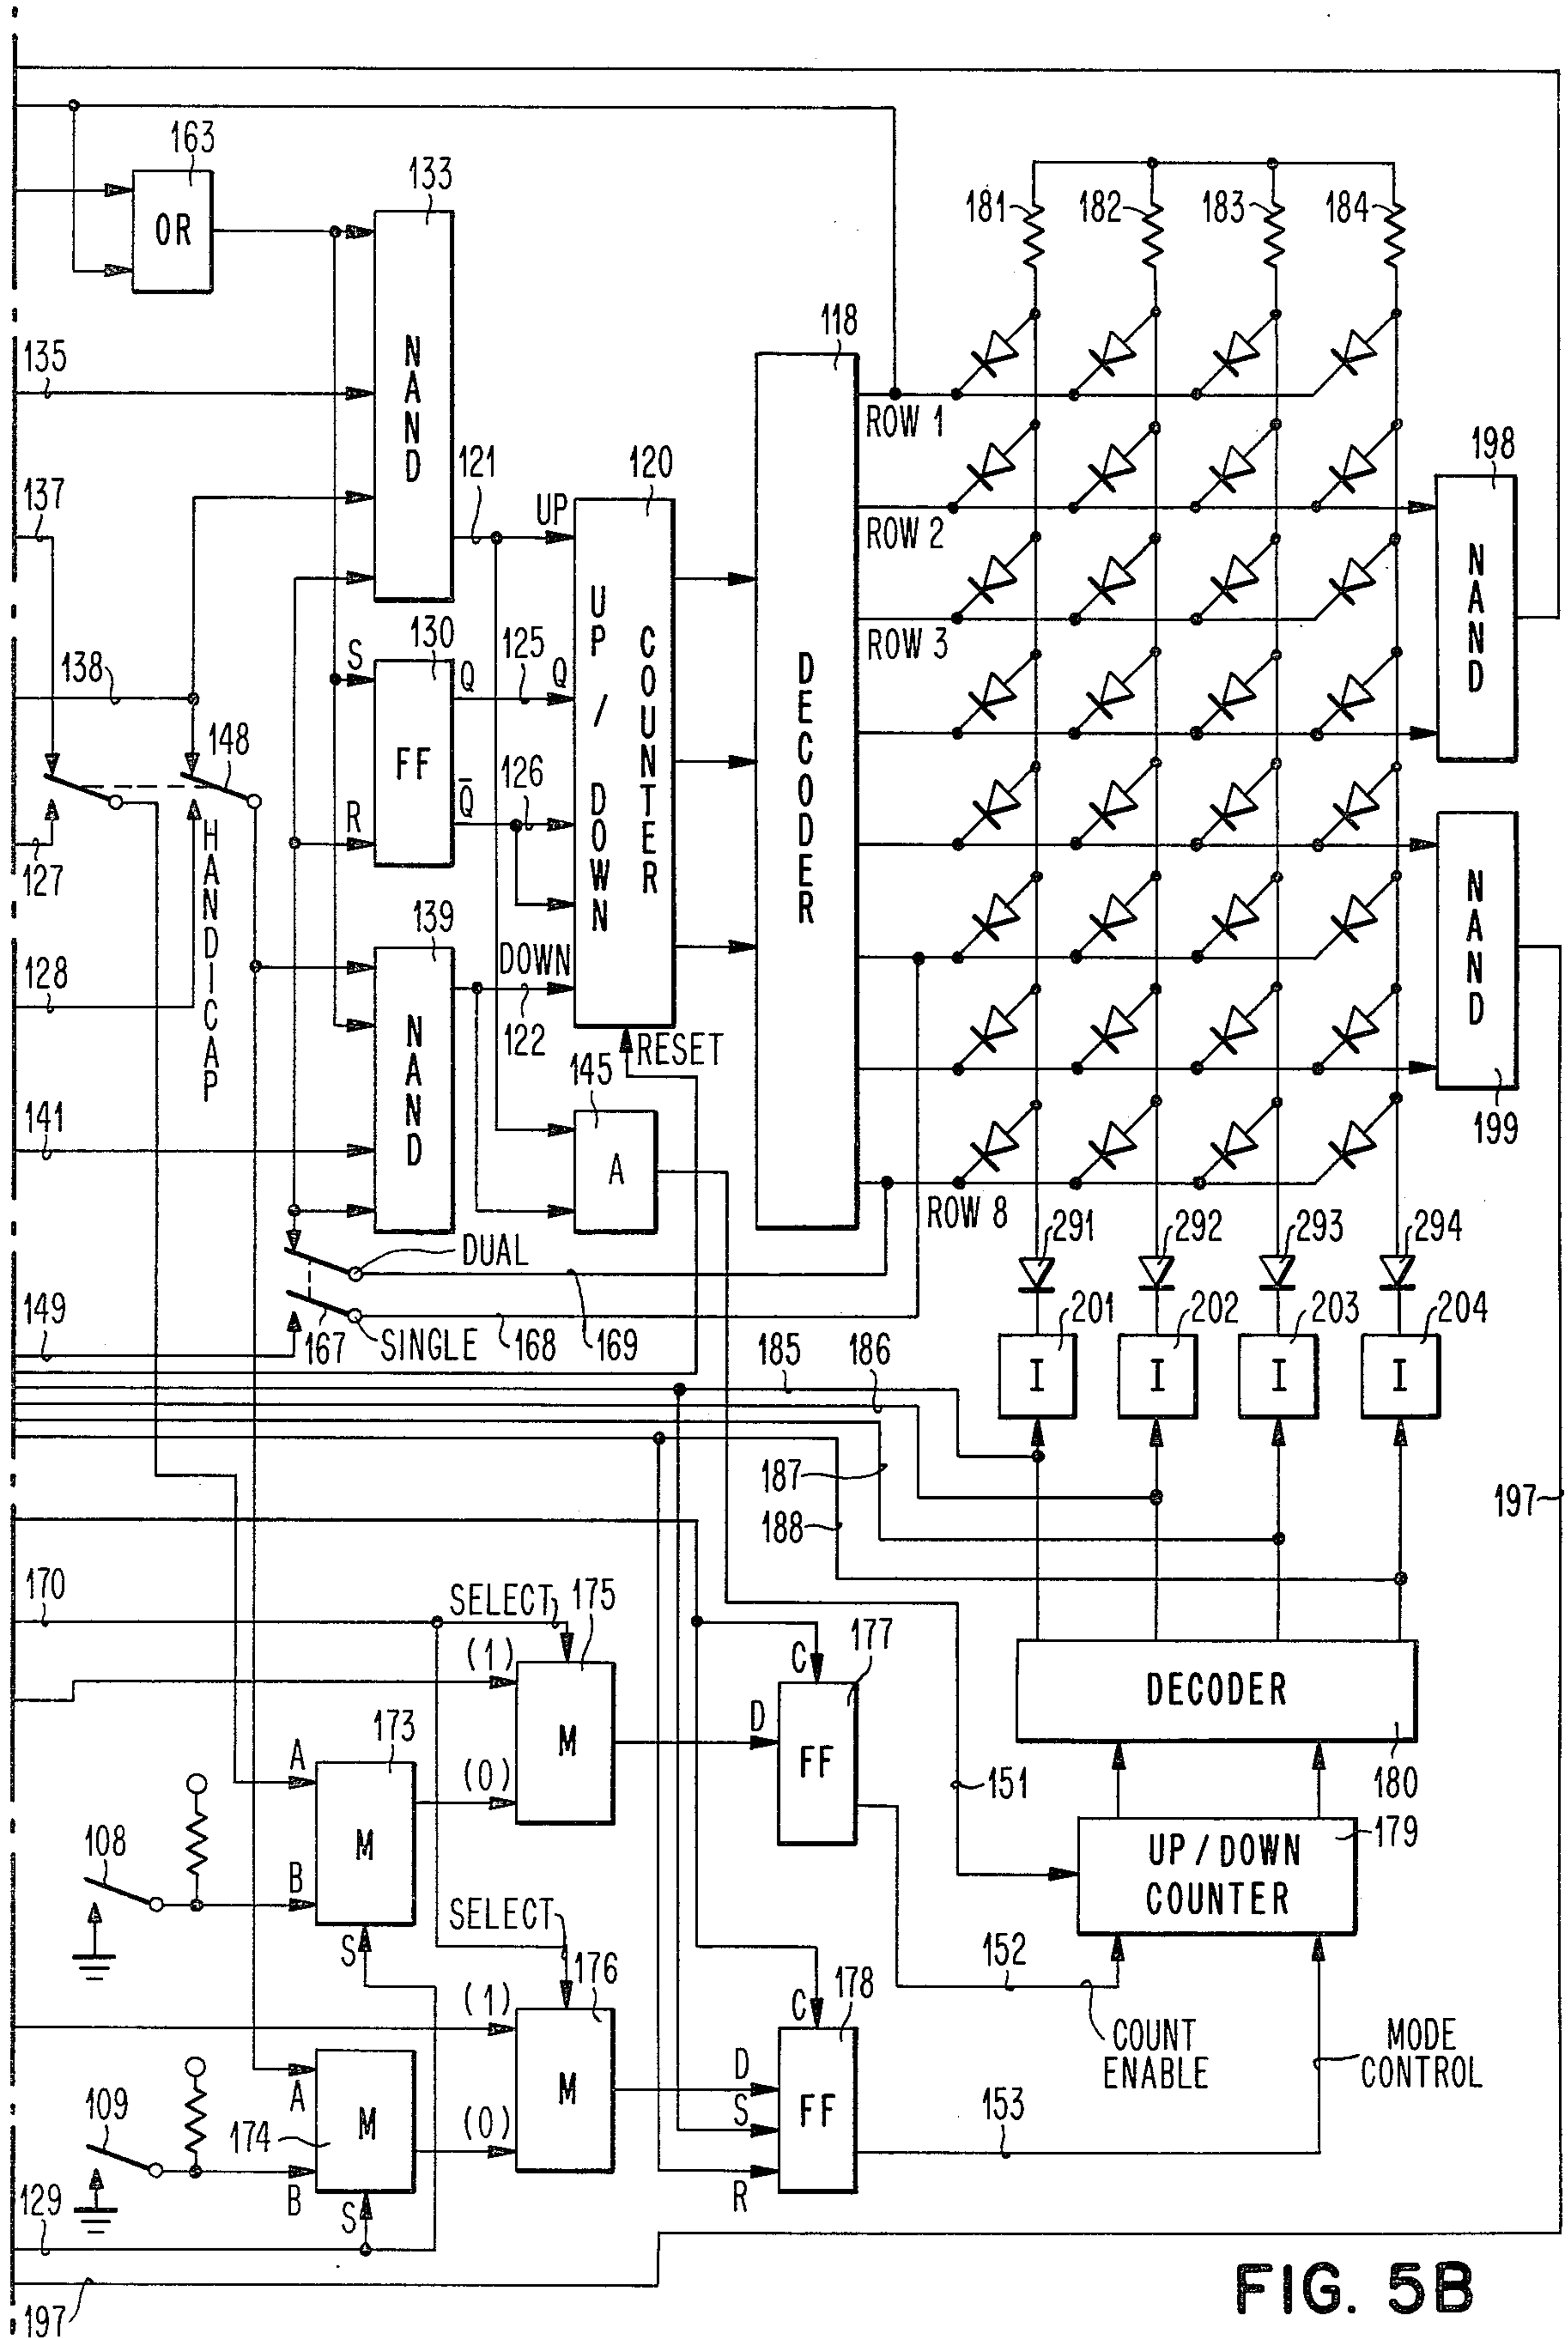 163
OR
133
NAND
135
137
138
148
127
HANDICAP
128
141
149
S
130
Q
125
Q
FF
R
Q̅
126
139
NAND
121
UP
120
UP / DOWN
COUNTER
DOWN
122
RESET
145
A
118
DECODER
ROW 1
ROW 2
ROW 3
ROW 8
181
182
183
184
198
NAND
NAND
199
DUAL
167
SINGLE
168
169
185
186
187
188
291
292
293
294
201
202
203
204
I
I
I
I
197
170
SELECT
175
(1)
M
(0)
173
A
M
B
S
108
SELECT
176
(1)
M
(0)
A
M
174
B
S
109
129
197
177
C
D
FF
178
C
D
S
FF
R
DECODER
180
151
UP/DOWN
COUNTER
179
152
COUNT
ENABLE
MODE
CONTROL
153
FIG. 5B